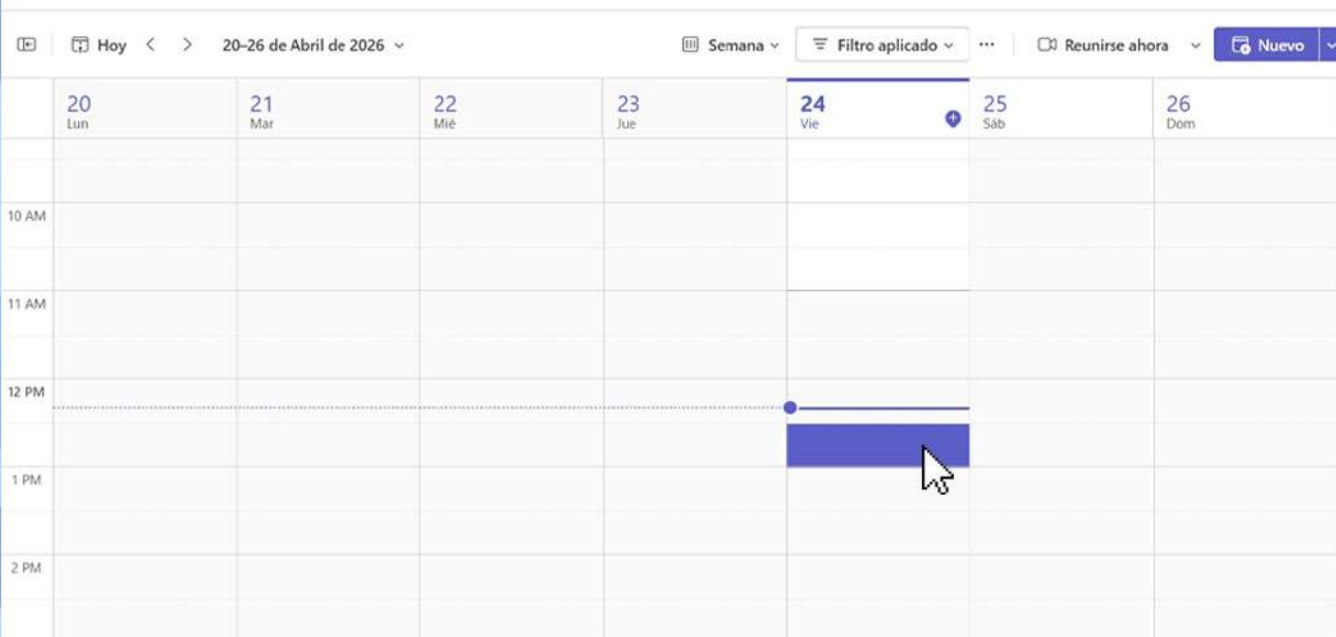 Hoy 20–26 de Abril de 2026 Semana Filtro aplicado ... Reunirse ahora Nuevo
20 21 22 23 24 25 26
Lun Mar Mié Jue Vie Sáb Dom
10 AM
11 AM
12 PM
1 PM
2 PM